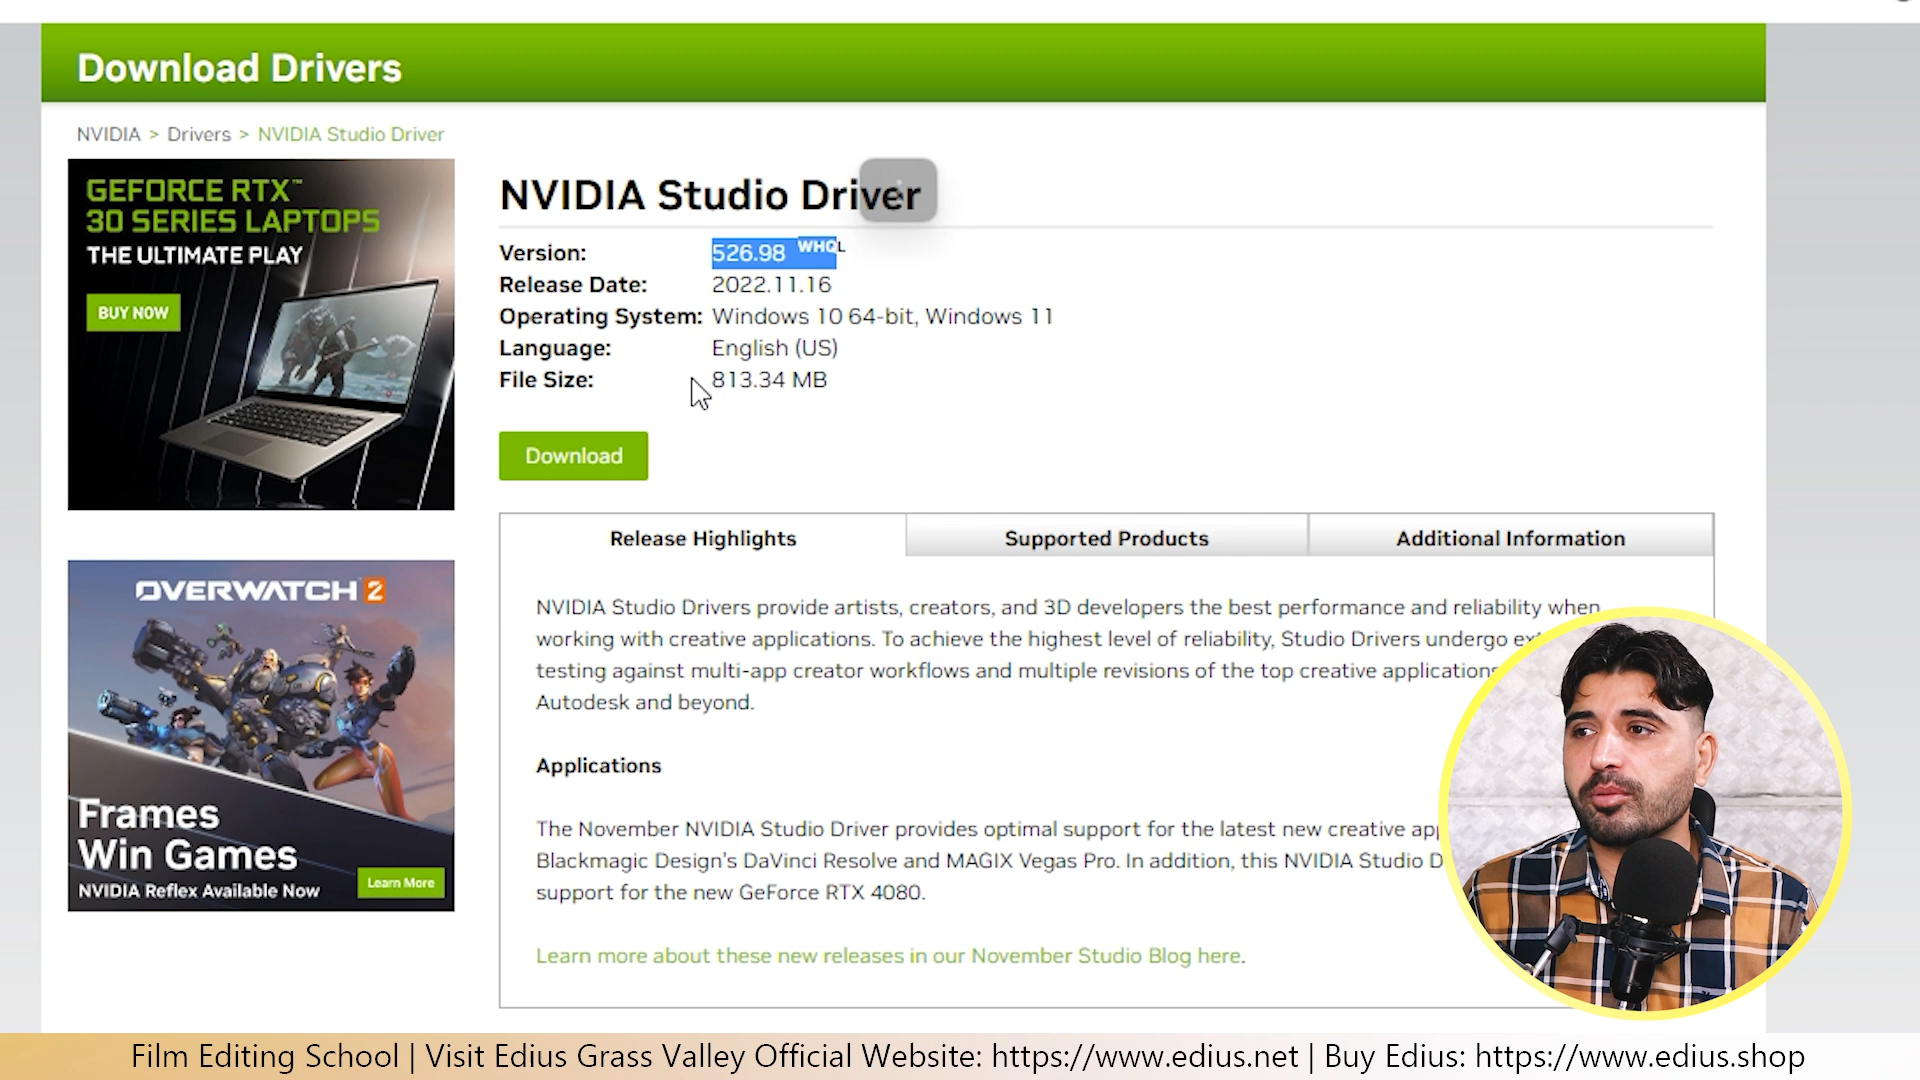 Download Drivers
NVIDIA > Drivers > NVIDIA Studio Driver
GEFORCE RTX™
30 SERIES LAPTOPS
THE ULTIMATE PLAY
BUY NOW
NVIDIA Studio Driver
Version: 526.98 WHQL
Release Date: 2022.11.16
Operating System: Windows 10 64-bit, Windows 11
Language: English (US)
File Size: 813.34 MB
Download
Release Highlights
Supported Products
Additional Information
NVIDIA Studio Drivers provide artists, creators, and 3D developers the best performance and reliability when
working with creative applications. To achieve the highest level of reliability, Studio Drivers undergo
testing against multi-app creator workflows and multiple revisions of the top creative applications
Autodesk and beyond.
Applications
The November NVIDIA Studio Driver provides optimal support for the latest new creative
Blackmagic Design's DaVinci Resolve and MAGIX Vegas Pro. In addition, this NVIDIA Studio
support for the new GeForce RTX 4080.
Learn more about these new releases in our November Studio Blog here.
OVERWATCH 2
Frames
Win Games
NVIDIA Reflex Available Now
Learn More
Film Editing School | Visit Edius Grass Valley Official Website: https://www.edius.net | Buy Edius: https://www.edius.shop